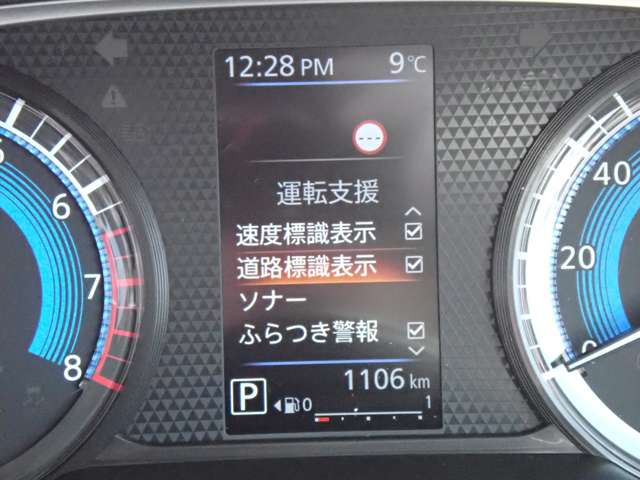 12:28 PM 9℃
---
運転支援
速度標識表示
道路標識表示
ソナー
ふらつき警報
1106 km
P 0 1
6
7
8
40
20
0